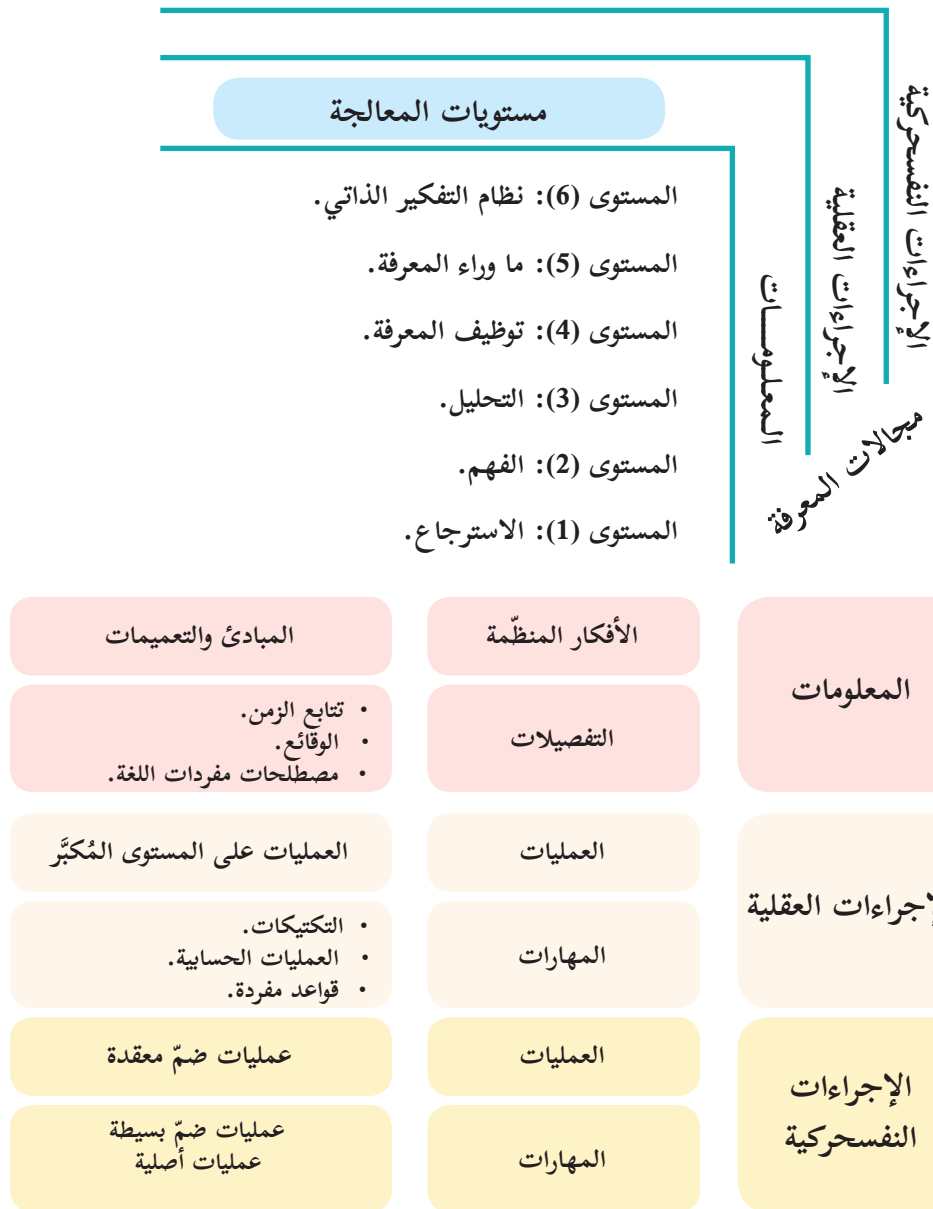 مستويات المعالجة
المستوى (6): نظام التفكير الذاتي.
المستوى (5): ما وراء المعرفة.
المستوى (4): توظيف المعرفة.
المستوى (3): التحليل.
المستوى (2): الفهم.
المستوى (1): الاسترجاع.
الإجراءات النفسحركية
الإجراءات العقلية
المعلومـــات
مجالات المعرفة
المعلومات
الأفكار المنظّمة
المبادئ والتعميمات
التفصيلات
• تتابع الزمن.
• الوقائع.
• مصطلحات مفردات اللغة.
لإجراءات العقلية
العمليات
العمليات على المستوى المُكبَّر
المهارات
• التكتيكات.
• العمليات الحسابية.
• قواعد مفردة.
الإجراءات
النفسحركية
العمليات
عمليات ضمّ معقدة
المهارات
عمليات ضمّ بسيطة
عمليات أصلية